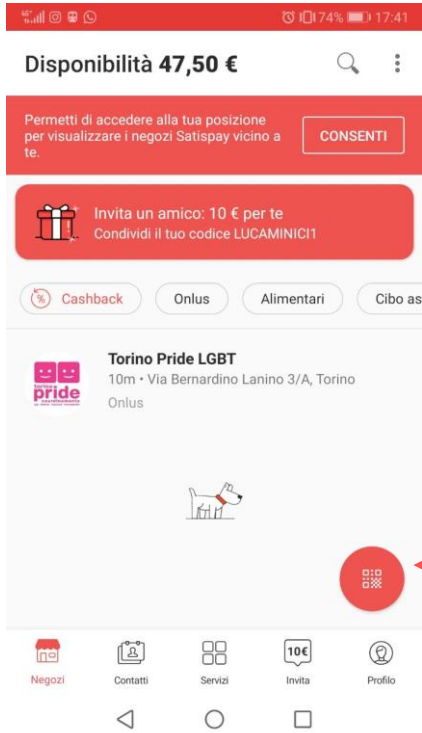 74% 17:41
Disponibilità 47,50 €
Permetti di accedere alla tua posizione
per visualizzare i negozi Satispay vicino a
te.
CONSENTI
Invita un amico: 10 € per te
Condividi il tuo codice LUCAMINICI1
% Cashback
Onlus
Alimentari
Cibo as
Torino Pride LGBT
10m • Via Bernardino Lanino 3/A, Torino
Onlus
torino
pride
10€
Negozi
Contatti
Servizi
Invita
Profilo